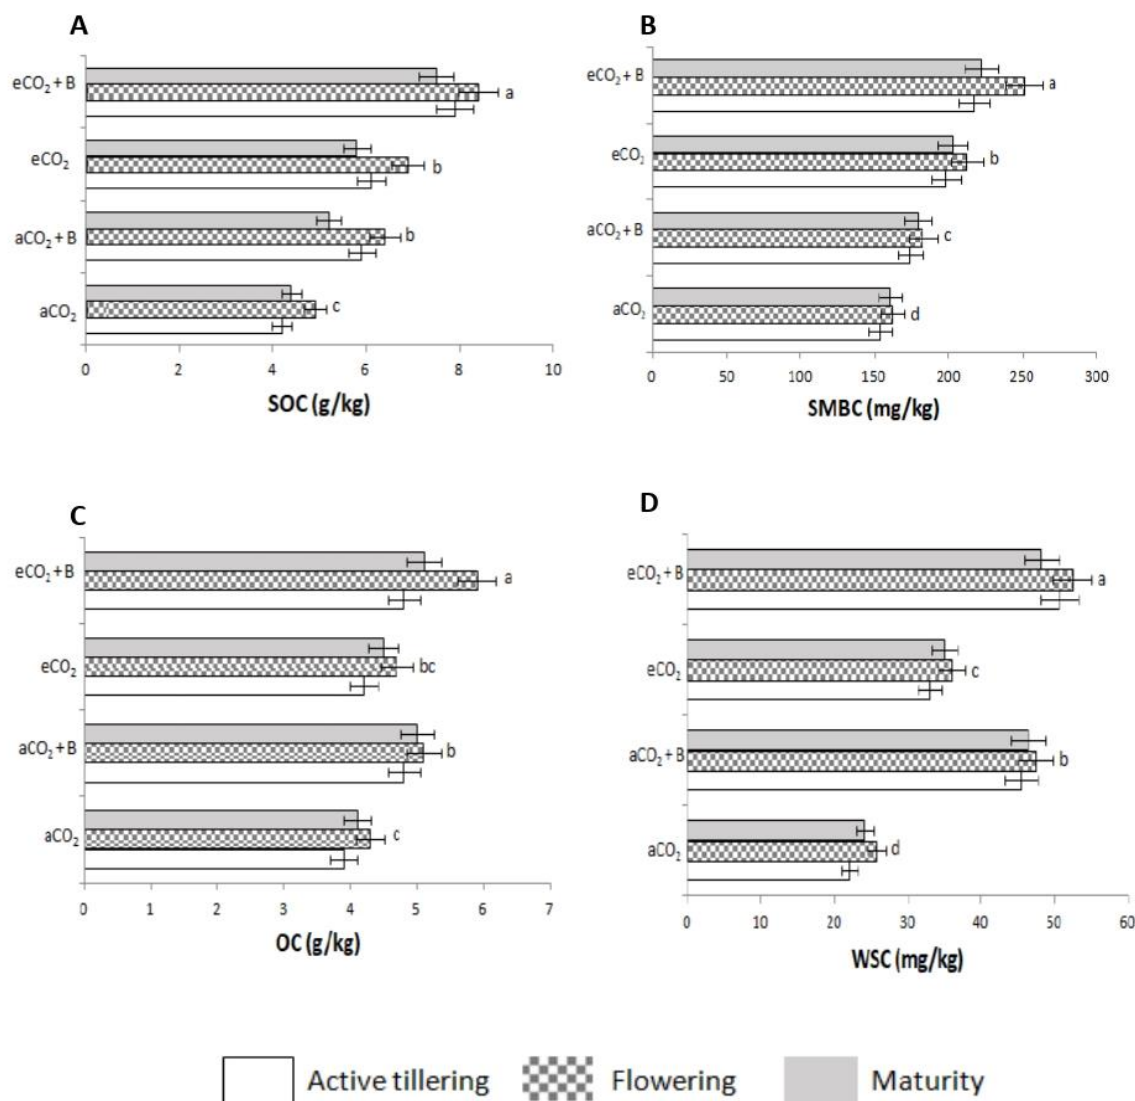 A
eCO₂ + B
a
eCO₂
b
aCO₂ + B
b
aCO₂
c
0 2 4 6 8 10
SOC (g/kg)
B
eCO₂ + B
a
eCO₂
b
aCO₂ + B
c
aCO₂
d
0 50 100 150 200 250 300
SMBC (mg/kg)
C
eCO₂ + B
a
eCO₂
bc
aCO₂ + B
b
aCO₂
c
0 1 2 3 4 5 6 7
OC (g/kg)
D
eCO₂ + B
a
eCO₂
c
aCO₂ + B
b
aCO₂
d
0 10 20 30 40 50 60
WSC (mg/kg)
Active tillering Flowering Maturity